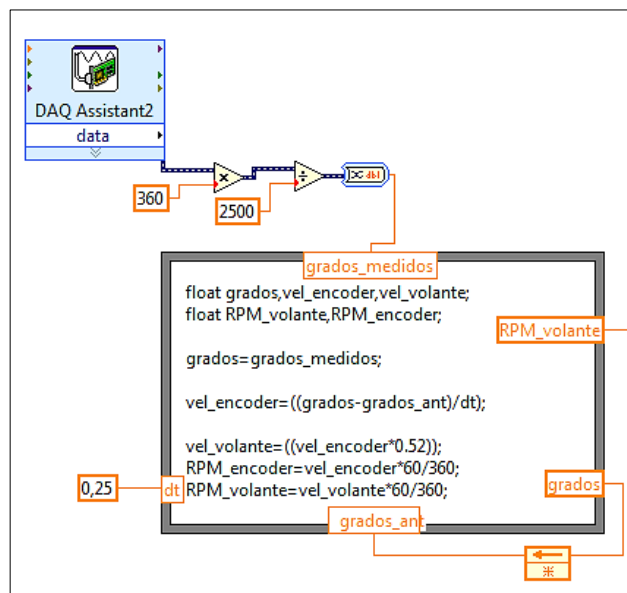 DAQ Assistant2
data
360
2500
dbl
grados_medidos
float grados,vel_encoder,vel_volante;
float RPM_volante,RPM_encoder;
grados=grados_medidos;
vel_encoder=((grados-grados_ant)/dt);
vel_volante=((vel_encoder*0.52));
RPM_encoder=vel_encoder*60/360;
RPM_volante=vel_volante*60/360;
RPM_volante
0,25
dt
grados
grados_ant